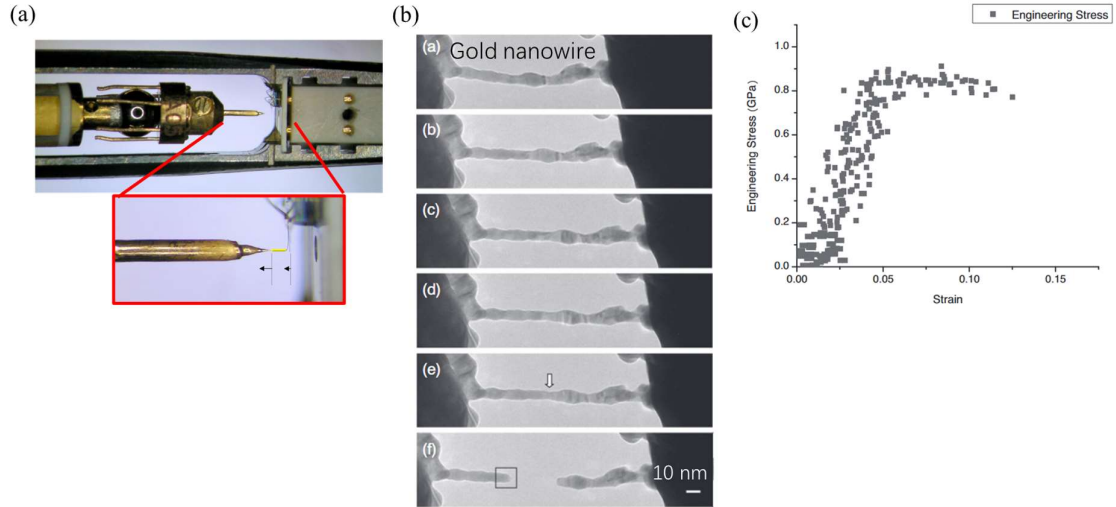 (a)
(b)
(a) Gold nanowire
(b)
(c)
(d)
(e)
(f)
10 nm
(c)
Engineering Stress
Engineering Stress (GPa)
1.0
0.8
0.6
0.4
0.2
0.0
0.00
0.05
0.10
0.15
Strain